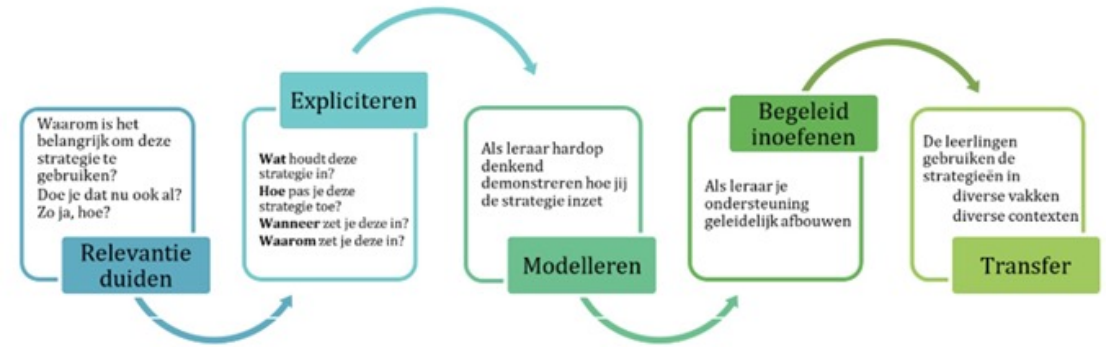 Waarom is het
belangrijk om deze
strategie te
gebruiken?
Doe je dat nu ook al?
Zo ja, hoe?
Relevantie
duiden
Expliciteren
Wat houdt deze
strategie in?
Hoe pas je deze
strategie toe?
Wanneer zet je deze in?
Waarom zet je deze in?
Als leraar hardop
denkend
demonstreren hoe jij
de strategie inzet
Modelleren
Begeleid
inoefenen
Als leraar je
ondersteuning
geleidelijk afbouwen
De leerlingen
gebruiken de
strategieën in
diverse vakken
diverse contexten
Transfer